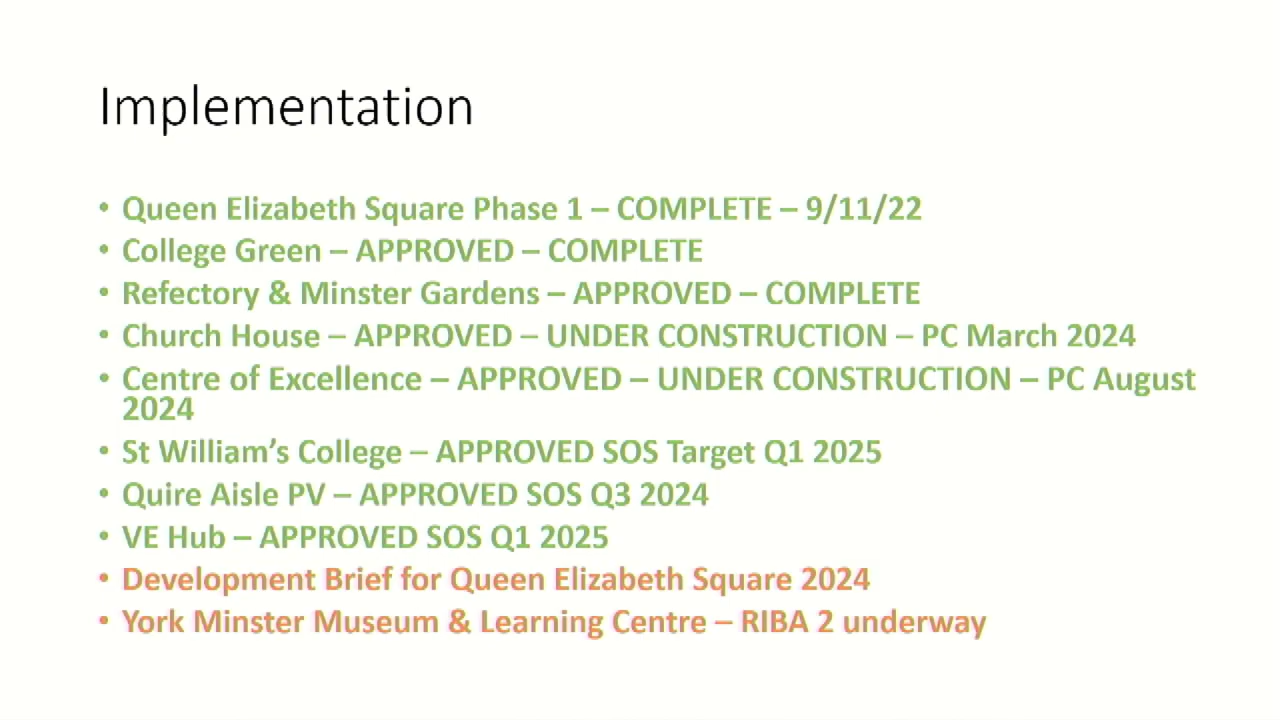 Implementation
• Queen Elizabeth Square Phase 1 – COMPLETE – 9/11/22
• College Green – APPROVED – COMPLETE
• Refectory & Minster Gardens – APPROVED – COMPLETE
• Church House – APPROVED – UNDER CONSTRUCTION – PC March 2024
• Centre of Excellence – APPROVED – UNDER CONSTRUCTION – PC August
2024
• St William’s College – APPROVED SOS Target Q1 2025
• Quire Aisle PV – APPROVED SOS Q3 2024
• VE Hub – APPROVED SOS Q1 2025
• Development Brief for Queen Elizabeth Square 2024
• York Minster Museum & Learning Centre – RIBA 2 underway